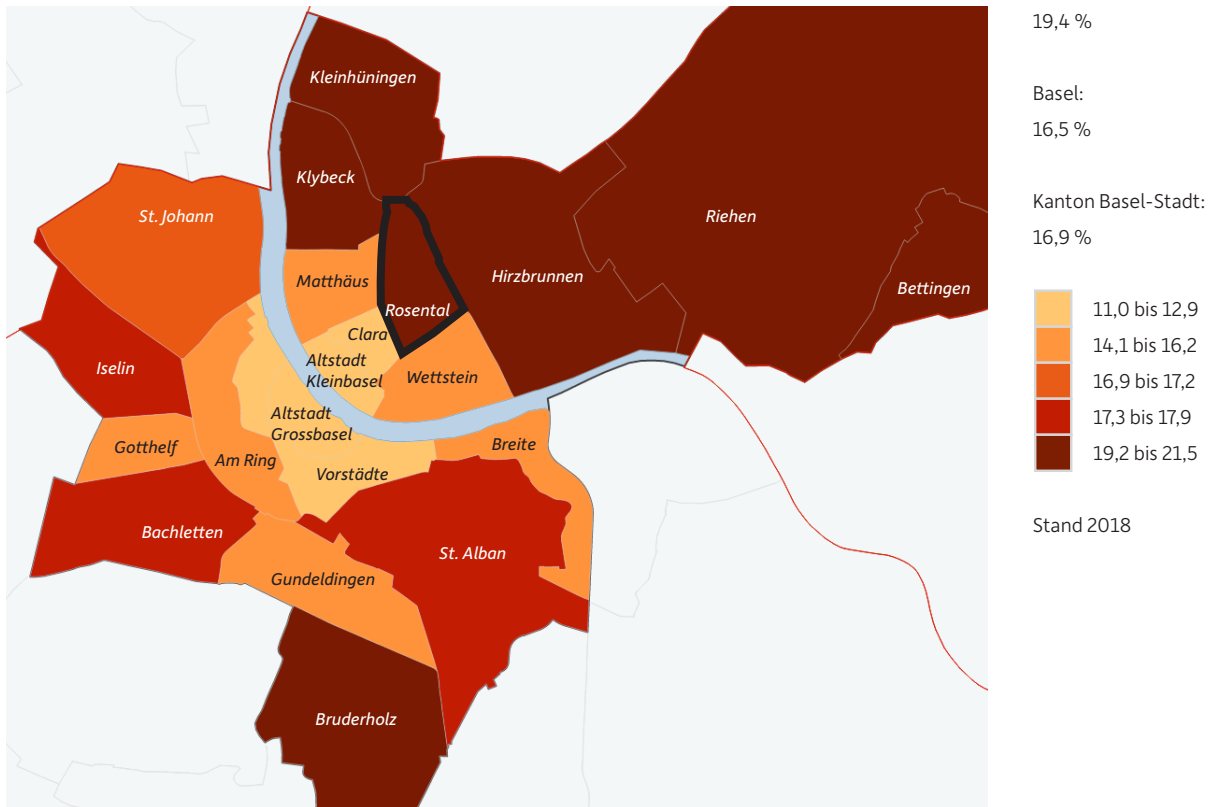 19,4 %
Basel:
16,5 %
Kanton Basel-Stadt:
16,9 %
11,0 bis 12,9
14,1 bis 16,2
16,9 bis 17,2
17,3 bis 17,9
19,2 bis 21,5
Stand 2018
Kleinhüningen
Klybeck
St. Johann
Riehen
Hirzbrunnen
Matthäus
Bettingen
Rosental
Clara
Altstadt
Kleinbasel
Iselin
Wettstein
Altstadt
Grossbasel
Breite
Gotthelf
Am Ring
Vorstädte
Bachletten
St. Alban
Gundeldingen
Bruderholz